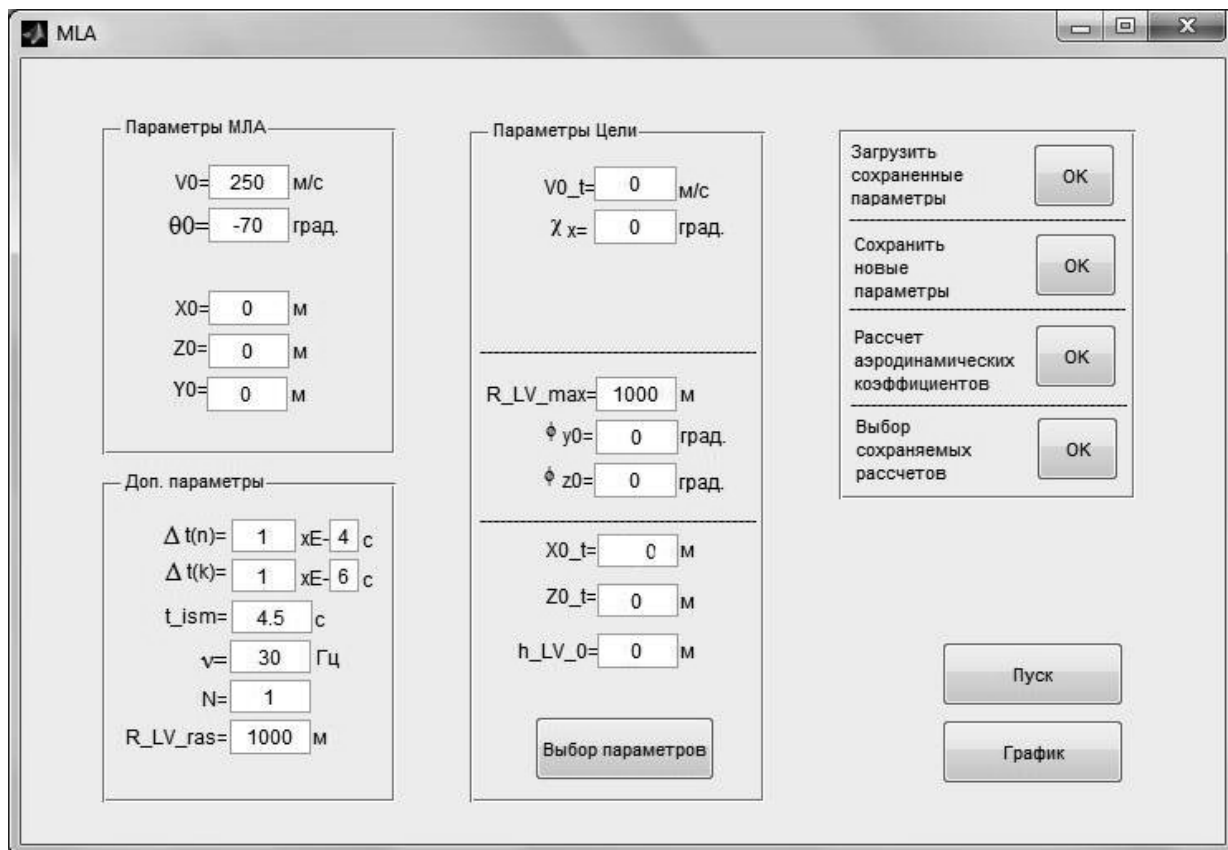 MLA
Параметры МЛА
V0= 250 м/с
θ0= -70 град.
X0= 0 м
Z0= 0 м
Y0= 0 м
Доп. параметры
Δ t(n)= 1 xE- 4 с
Δ t(k)= 1 xE- 6 с
t_ism= 4.5 с
ν= 30 Гц
N= 1
R_LV_ras= 1000 м
Параметры Цели
V0_t= 0 м/с
χ x= 0 град.
R_LV_max= 1000 м
ϕ y0= 0 град.
ϕ z0= 0 град.
X0_t= 0 м
Z0_t= 0 м
h_LV_0= 0 м
Выбор параметров
Загрузить
сохраненные
параметры
OK
Сохранить
новые
параметры
OK
Рассчет
аэродинамических
коэффициентов
OK
Выбор
сохраняемых
рассчетов
OK
Пуск
График